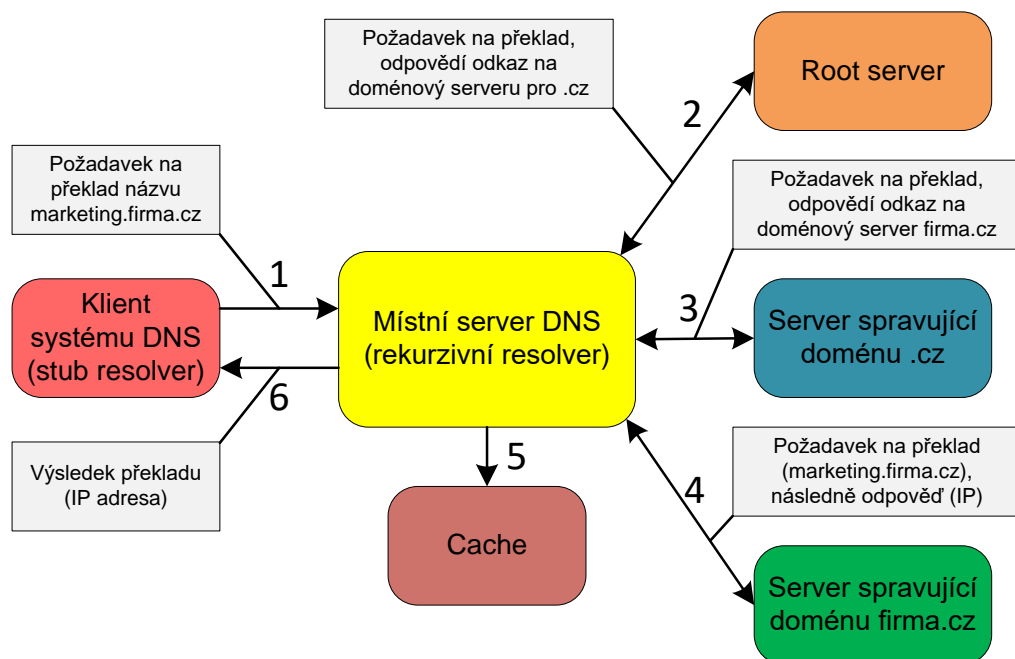 Požadavek na překlad,
odpovědí odkaz na
doménový serveru pro .cz
Root server
2
Požadavek na
překlad názvu
marketing.firma.cz
Požadavek na překlad,
odpovědí odkaz na
doménový server firma.cz
1
Klient
systému DNS
(stub resolver)
Místní server DNS
(rekurzivní resolver)
3
Server spravující
doménu .cz
6
Výsledek překladu
(IP adresa)
5
Cache
4
Požadavek na překlad
(marketing.firma.cz),
následně odpověď (IP)
Server spravující
doménu firma.cz